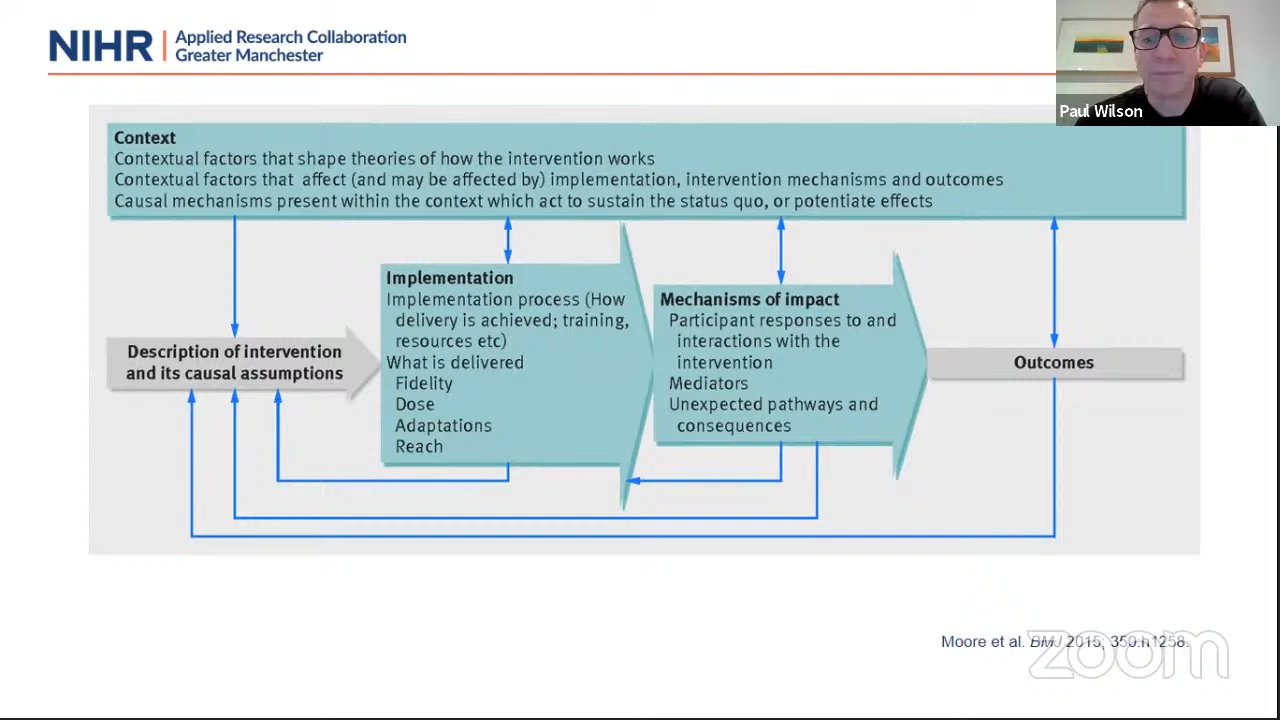 NIHR
Applied Research Collaboration
Greater Manchester
Paul Wilson
Context
Contextual factors that shape theories of how the intervention works
Contextual factors that affect (and may be affected by) implementation, intervention mechanisms and outcomes
Causal mechanisms present within the context which act to sustain the status quo, or potentiate effects
Description of intervention
and its causal assumptions
Implementation
Implementation process (How
delivery is achieved; training,
resources etc)
What is delivered
Fidelity
Dose
Adaptations
Reach
Mechanisms of impact
Participant responses to and
interactions with the
intervention
Mediators
Unexpected pathways and
consequences
Outcomes
Moore et al. BMJ 2015; 350:h1258.
zoom